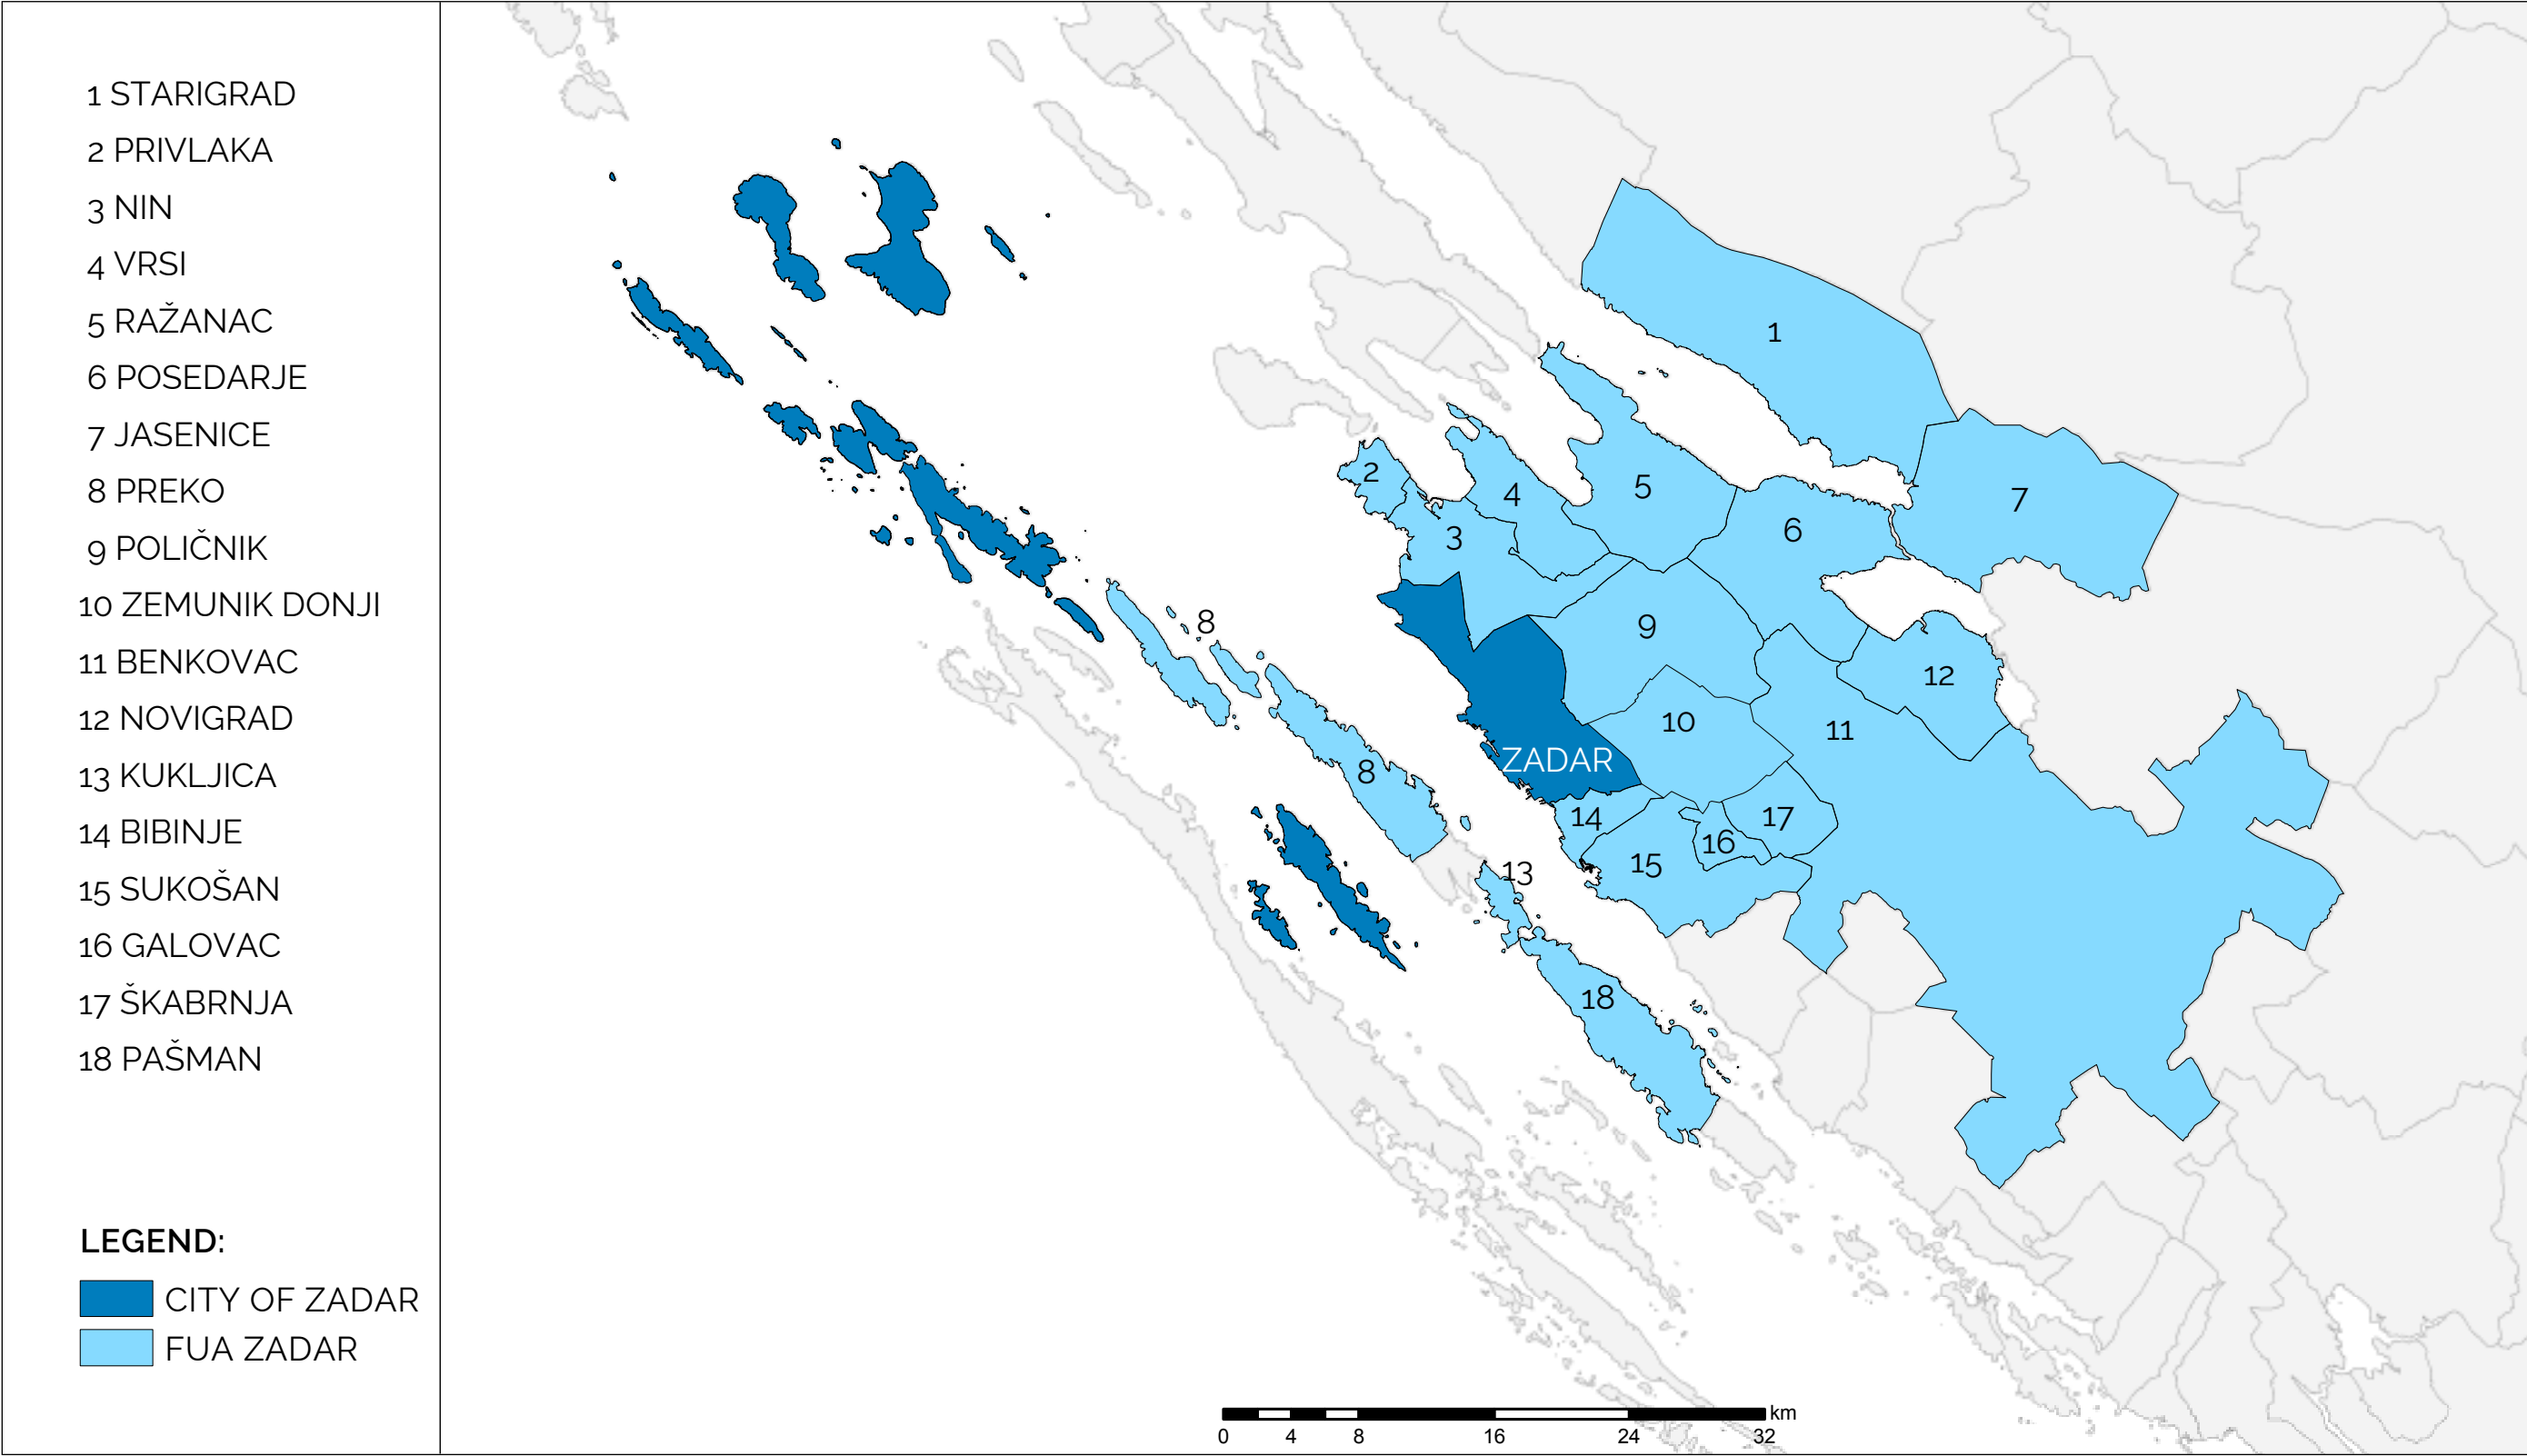 1 STARIGRAD
2 PRIVLAKA
3 NIN
4 VRSI
5 RAŽANAC
6 POSEDARJE
7 JASENICE
8 PREKO
9 POLIČNIK
10 ZEMUNIK DONJI
11 BENKOVAC
12 NOVIGRAD
13 KUKLJICA
14 BIBINJE
15 SUKOŠAN
16 GALOVAC
17 ŠKABRNJA
18 PAŠMAN
LEGEND:
CITY OF ZADAR
FUA ZADAR
1
2
4
5
7
3
6
8
9
12
10
11
ZADAR
8
14
17
16
15
13
18
km
0 4 8 16 24 32